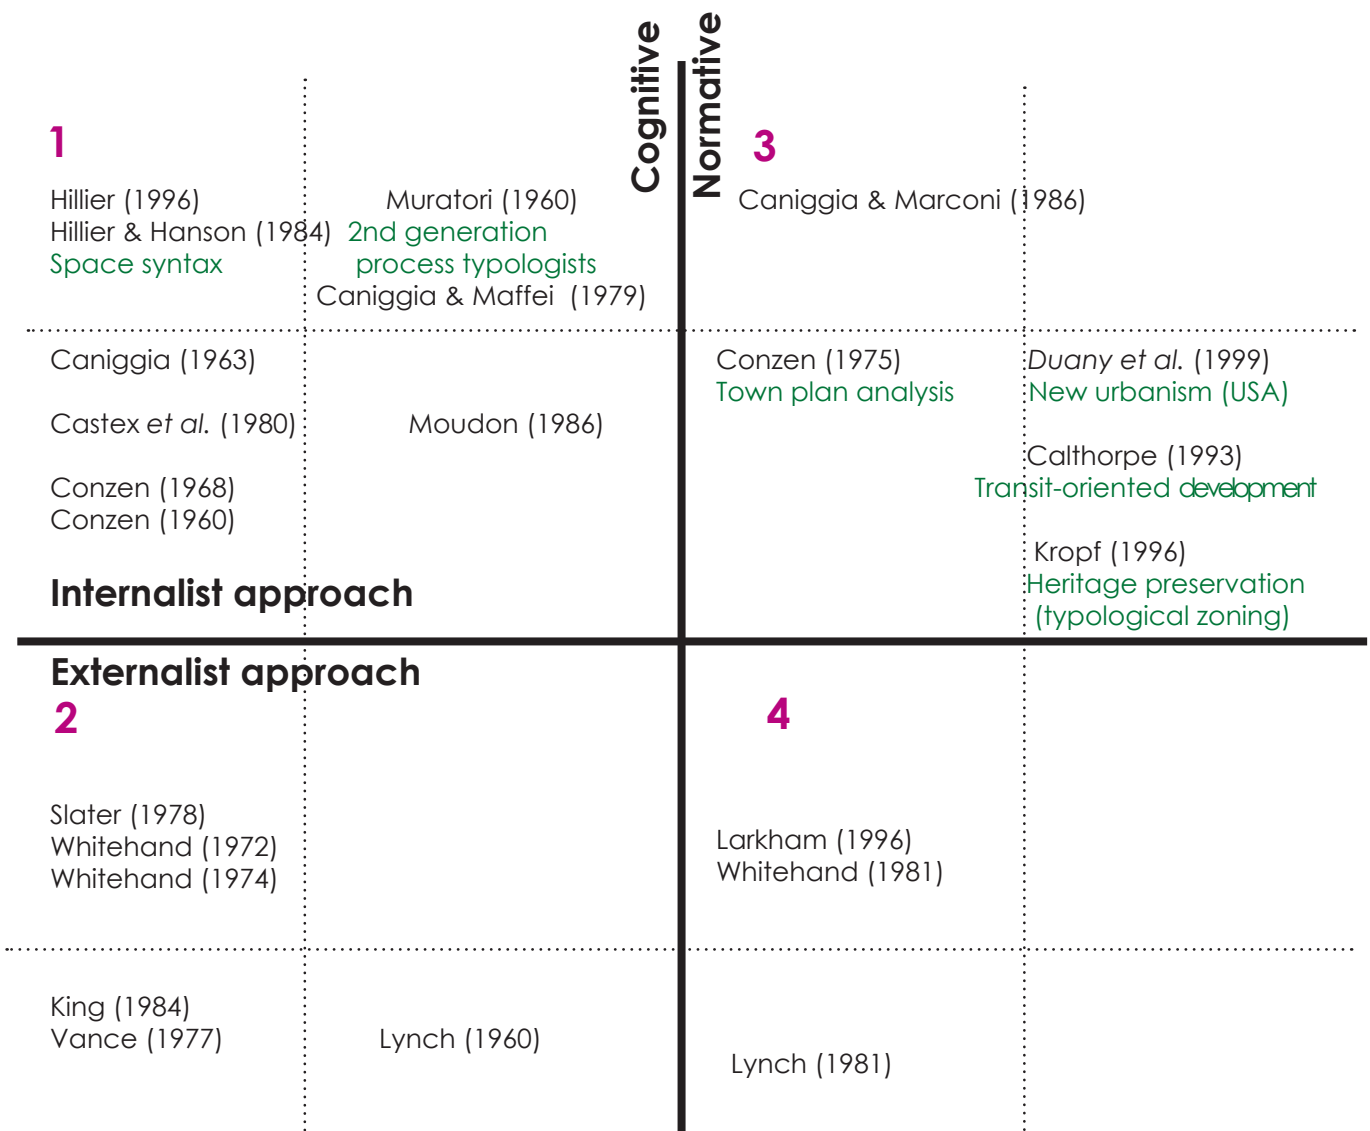 Cognitive
Normative
1
Hillier (1996)
Hillier & Hanson (1984)
Space syntax
Muratori (1960)
2nd generation
process typologists
Caniggia & Maffei (1979)
Caniggia (1963)
Castex et al. (1980)
Moudon (1986)
Conzen (1968)
Conzen (1960)
Internalist approach
3
Caniggia & Marconi (1986)
Conzen (1975)
Town plan analysis
Duany et al. (1999)
New urbanism (USA)
Calthorpe (1993)
Transit-oriented development
Kropf (1996)
Heritage preservation
(typological zoning)
Externalist approach
2
Slater (1978)
Whitehand (1972)
Whitehand (1974)
King (1984)
Vance (1977)
Lynch (1960)
4
Larkham (1996)
Whitehand (1981)
Lynch (1981)